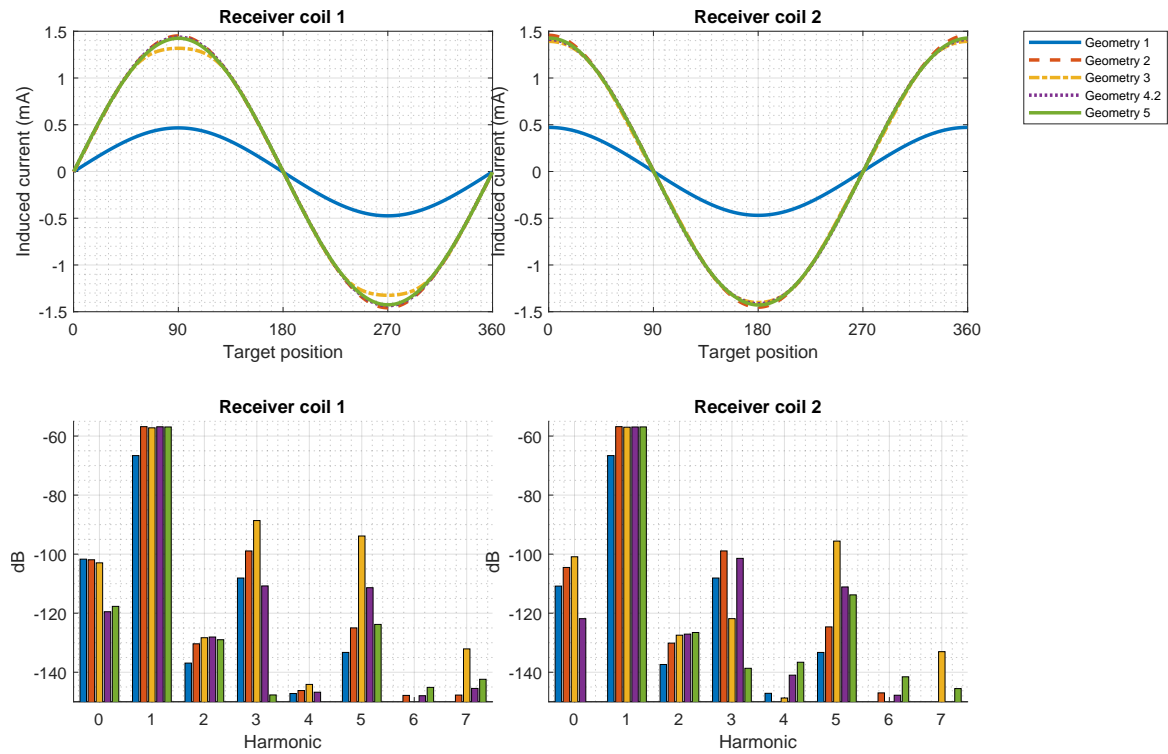 Receiver coil 1
1.5
1
0.5
0
-0.5
-1
-1.5
Induced current (mA)
0 90 180 270 360
Target position
Receiver coil 2
1.5
1
0.5
0
-0.5
-1
-1.5
Induced current (mA)
0 90 180 270 360
Target position
Geometry 1
Geometry 2
Geometry 3
Geometry 4.2
Geometry 5
Receiver coil 1
-60
-80
-100
-120
-140
dB
0 1 2 3 4 5 6 7
Harmonic
Receiver coil 2
-60
-80
-100
-120
-140
dB
0 1 2 3 4 5 6 7
Harmonic